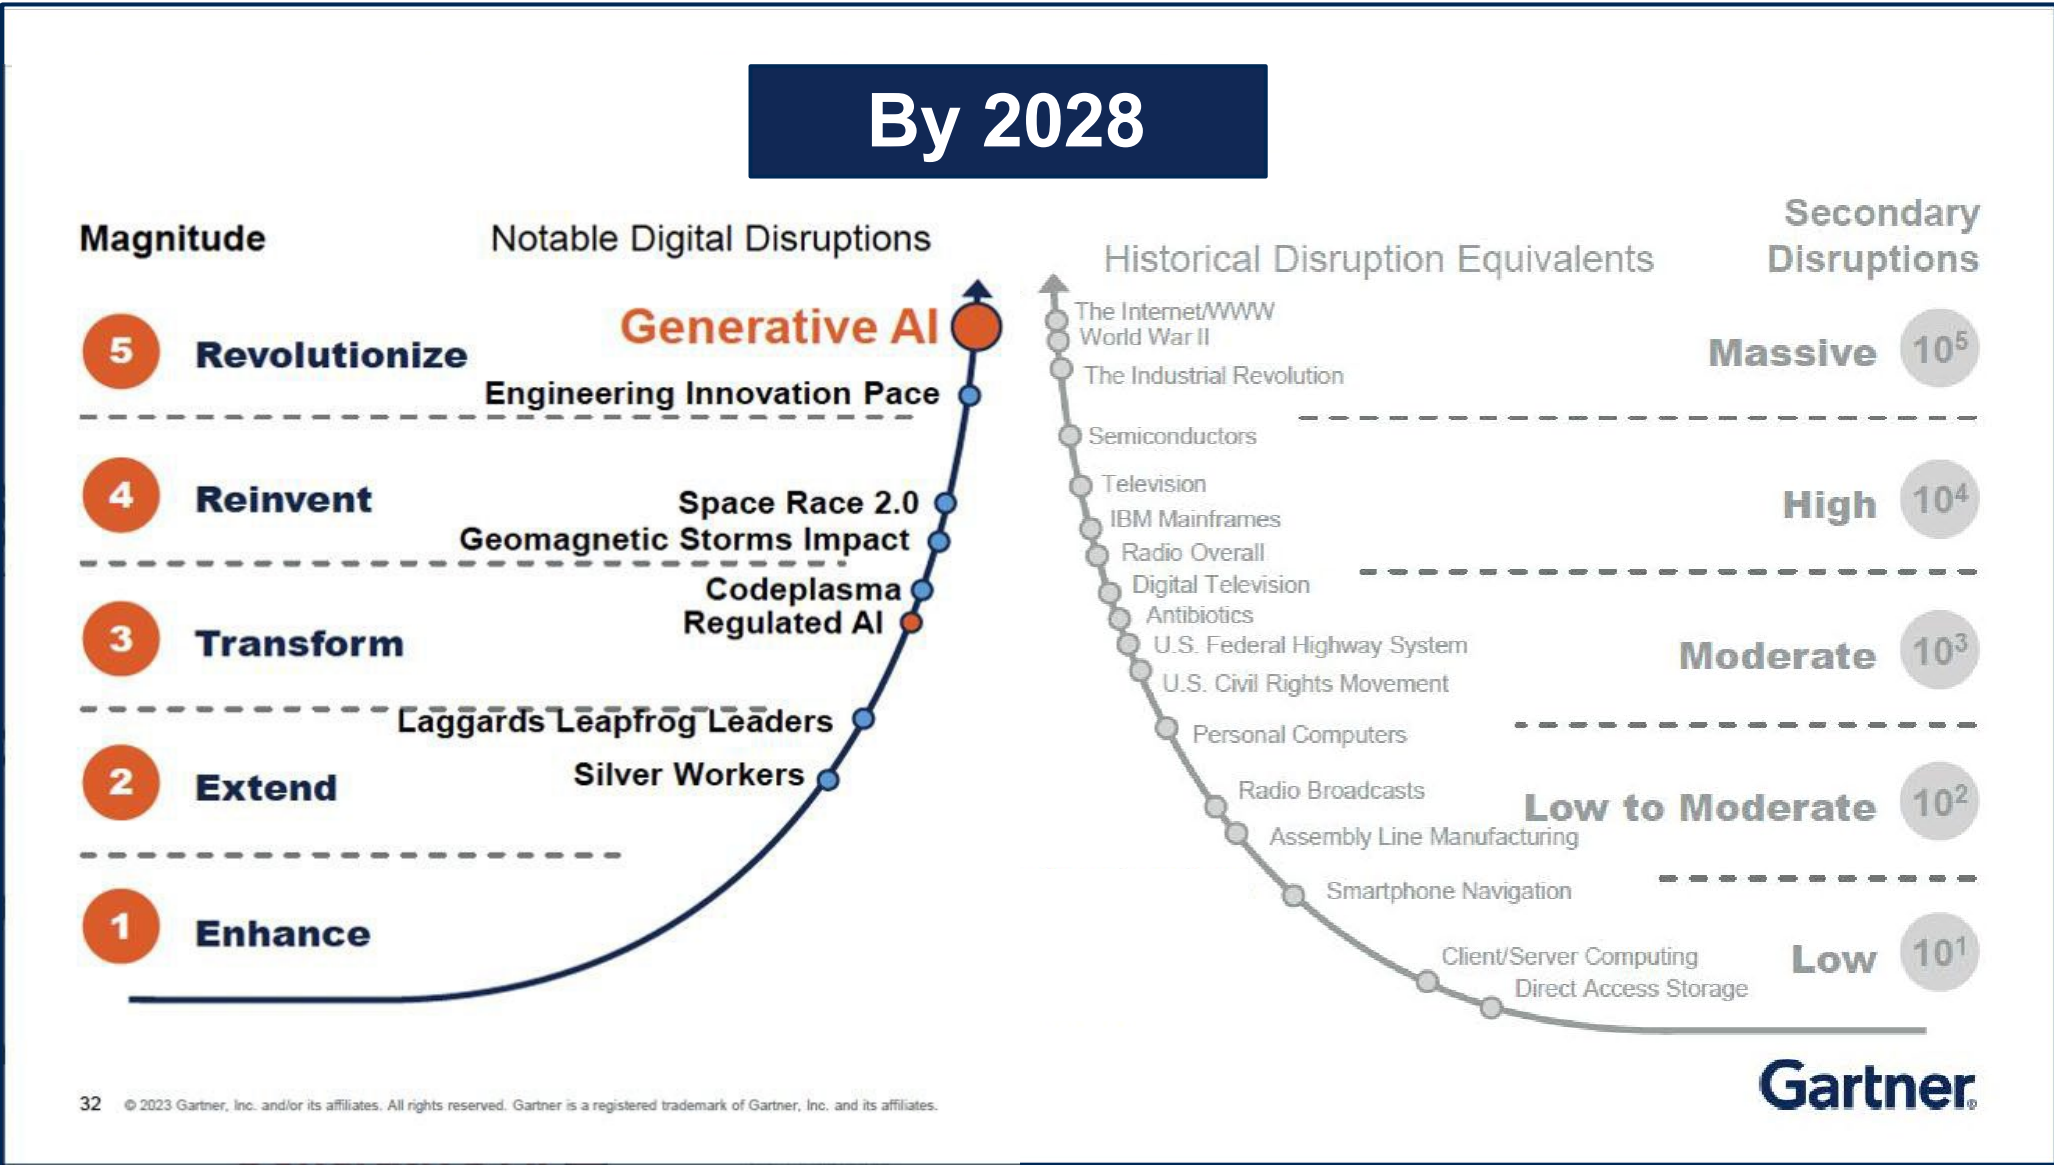 By 2028
Magnitude
Notable Digital Disruptions
5 Revolutionize
Generative AI
Engineering Innovation Pace
4 Reinvent
Space Race 2.0
Geomagnetic Storms Impact
3 Transform
Codeplasma
Regulated AI
Laggards Leapfrog Leaders
2 Extend
Silver Workers
1 Enhance
Historical Disruption Equivalents
Secondary
Disruptions
The Internet/WWW
World War II
The Industrial Revolution
Massive 10⁵
Semiconductors
Television
IBM Mainframes
Radio Overall
High 10⁴
Digital Television
Antibiotics
U.S. Federal Highway System
U.S. Civil Rights Movement
Moderate 10³
Personal Computers
Radio Broadcasts
Assembly Line Manufacturing
Low to Moderate 10²
Smartphone Navigation
Client/Server Computing
Direct Access Storage
Low 10¹
32 © 2023 Gartner, Inc. and/or its affiliates. All rights reserved. Gartner is a registered trademark of Gartner, Inc. and its affiliates.
Gartner®